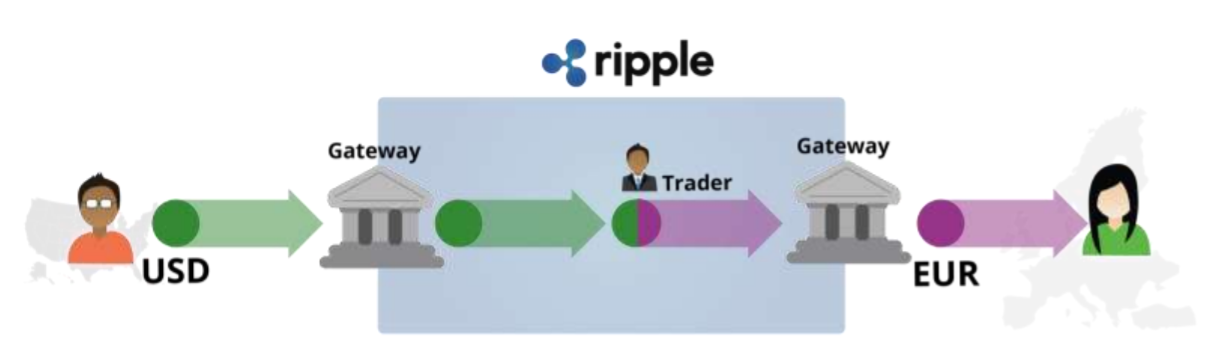 ripple
Gateway
Trader
Gateway
USD
EUR